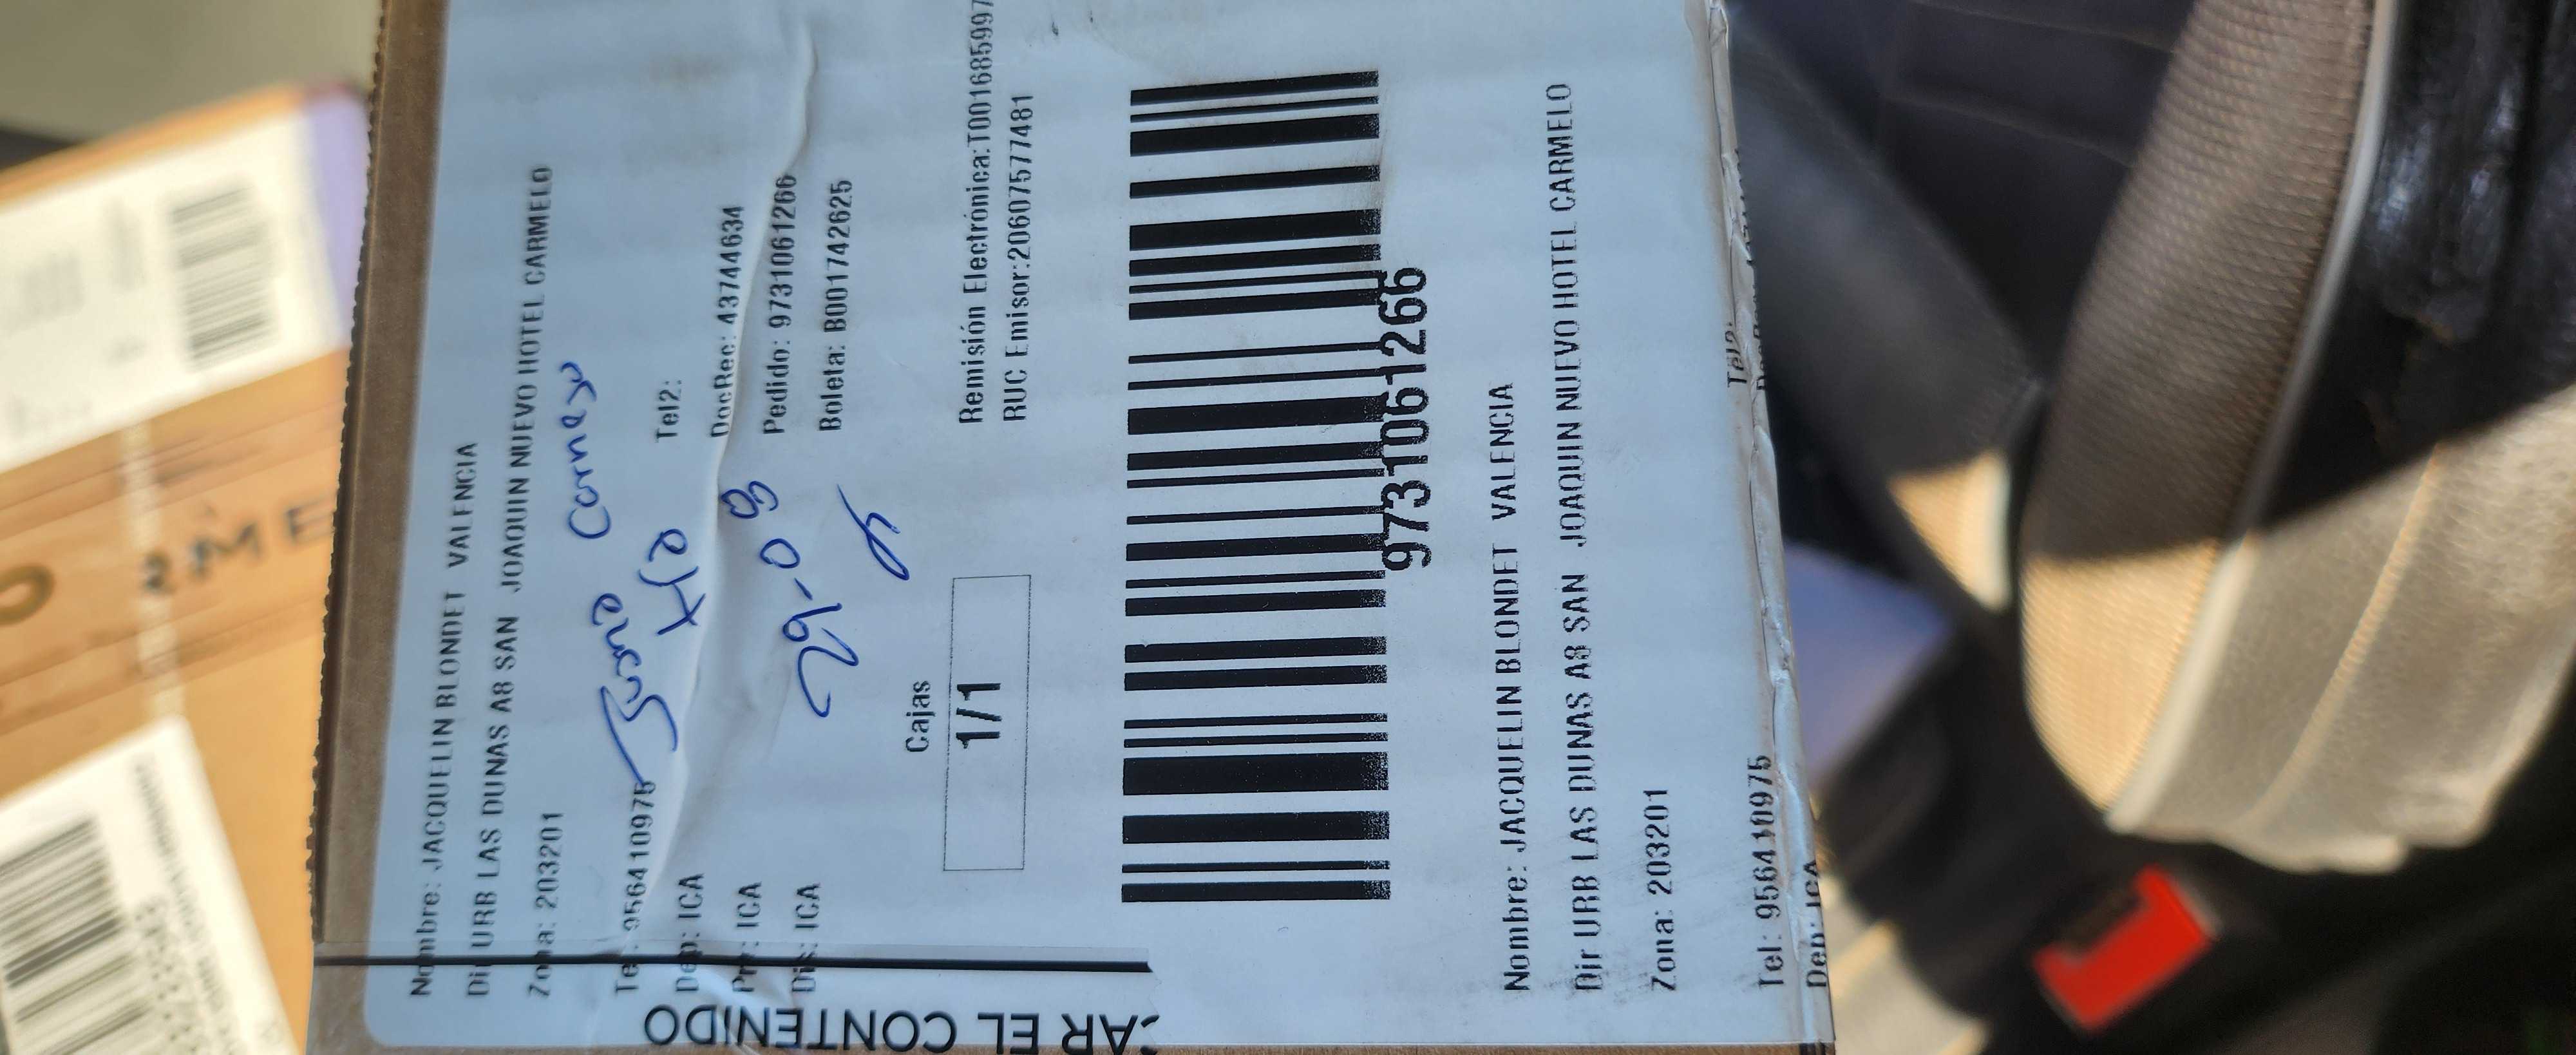 Nombre: JACQUELIN BLONDET VALENCIA
Dir URB LAS DUNAS A8 SAN JOAQUIN NUEVO HOTEL CARMELO
Zona: 203201
Tel: 956410975
Tel2:
Dep: ICA
DocRec: 43744634
Prv: ICA
Pedido: 9731061266
Dis: ICA
Boleta: B001742625
29-08
Cajas
1/1
Remisión Electrónica:T001685997
RUC Emisor:20607577481
9731061266
Nombre: JACQUELIN BLONDET VALENCIA
Dir URB LAS DUNAS A8 SAN JOAQUIN NUEVO HOTEL CARMELO
Zona: 203201
Tel: 956410975
Tel2:
Dep: ICA
CAR EL CONTENIDO